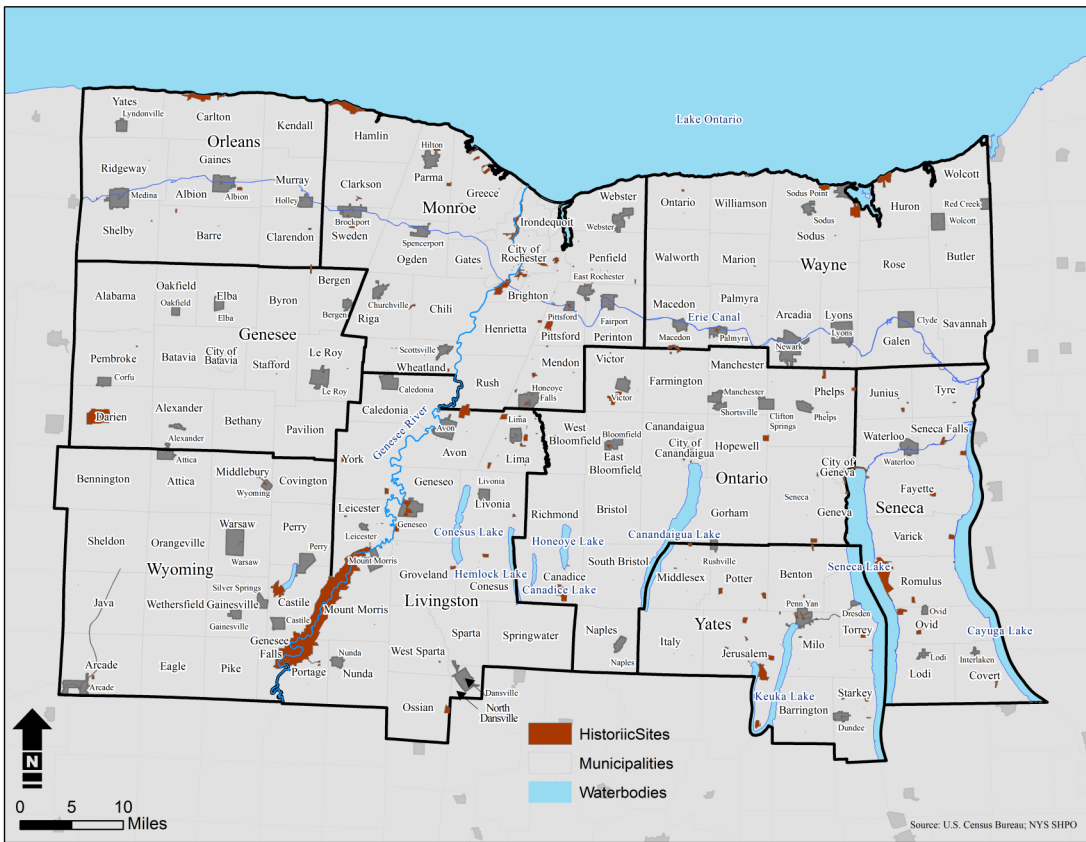 Lake Ontario
Yates
Lyndonville
Carlton
Kendall
Orleans
Gaines
Ridgeway
Medina
Albion
Albion
Murray
Holley
Shelby
Barre
Clarendon
Hamlin
Hilton
Parma
Clarkson
Greece
Monroe
Brockport
Sweden
Spencerport
Ogden
Gates
Irondequoit
City of
Rochester
Webster
Webster
Penfield
East Rochester
Brighton
Pittsford
Pittsford
Fairport
Perinton
Churchville
Riga
Chili
Henrietta
Scottsville
Wheatland
Rush
Mendon
Honeoye
Falls
Ontario
Williamson
Sodus Point
Sodus
Sodus
Huron
Wolcott
Red Creek
Wolcott
Butler
Walworth
Marion
Wayne
Rose
Macedon
Macedon
Palmyra
Palmyra
Erie Canal
Arcadia
Newark
Lyons
Lyons
Clyde
Galen
Savannah
Alabama
Oakfield
Oakfield
Elba
Elba
Byron
Bergen
Bergen
Genesee
Pembroke
Corfu
Batavia
City of
Batavia
Stafford
Le Roy
Le Roy
Darien
Alexander
Alexander
Bethany
Pavilion
Caledonia
Caledonia
Genesee River
Avon
Avon
Lima
Lima
York
Geneseo
Geneseo
Livonia
Livonia
Leicester
Leicester
Conesus Lake
Mount Morris
Mount Morris
Groveland
Hemlock Lake
Conesus
Livingston
Sparta
Springwater
West Sparta
Nunda
Nunda
Portage
Dansville
North
Dansville
Ossian
Bennington
Attica
Attica
Middlebury
Wyoming
Covington
Sheldon
Orangeville
Warsaw
Warsaw
Perry
Perry
Wyoming
Silver Springs
Castile
Castile
Java
Wethersfield
Gainesville
Gainesville
Genesee
Falls
Arcade
Arcade
Eagle
Pike
Victor
Victor
Farmington
Manchester
Manchester
Shortsville
Clifton
Springs
Phelps
Phelps
West
Bloomfield
Bloomfield
East
Bloomfield
Canandaigua
City of
Canandaigua
Hopewell
City of
Geneva
Geneva
Ontario
Seneca
Richmond
Honeoye Lake
Bristol
Gorham
Canandaigua Lake
Canadice
Canadice Lake
South Bristol
Naples
Naples
Rushville
Middlesex
Potter
Benton
Seneca Lake
Penn Yan
Dresden
Torrey
Milo
Yates
Italy
Jerusalem
Keuka Lake
Barrington
Starkey
Dundee
Junius
Tyre
Waterloo
Waterloo
Seneca Falls
Fayette
Seneca
Varick
Romulus
Ovid
Ovid
Cayuga Lake
Lodi
Lodi
Interlaken
Covert
N
0 5 10
Miles
HistoriicSites
Municipalities
Waterbodies
Source: U.S. Census Bureau; NYS SHPO